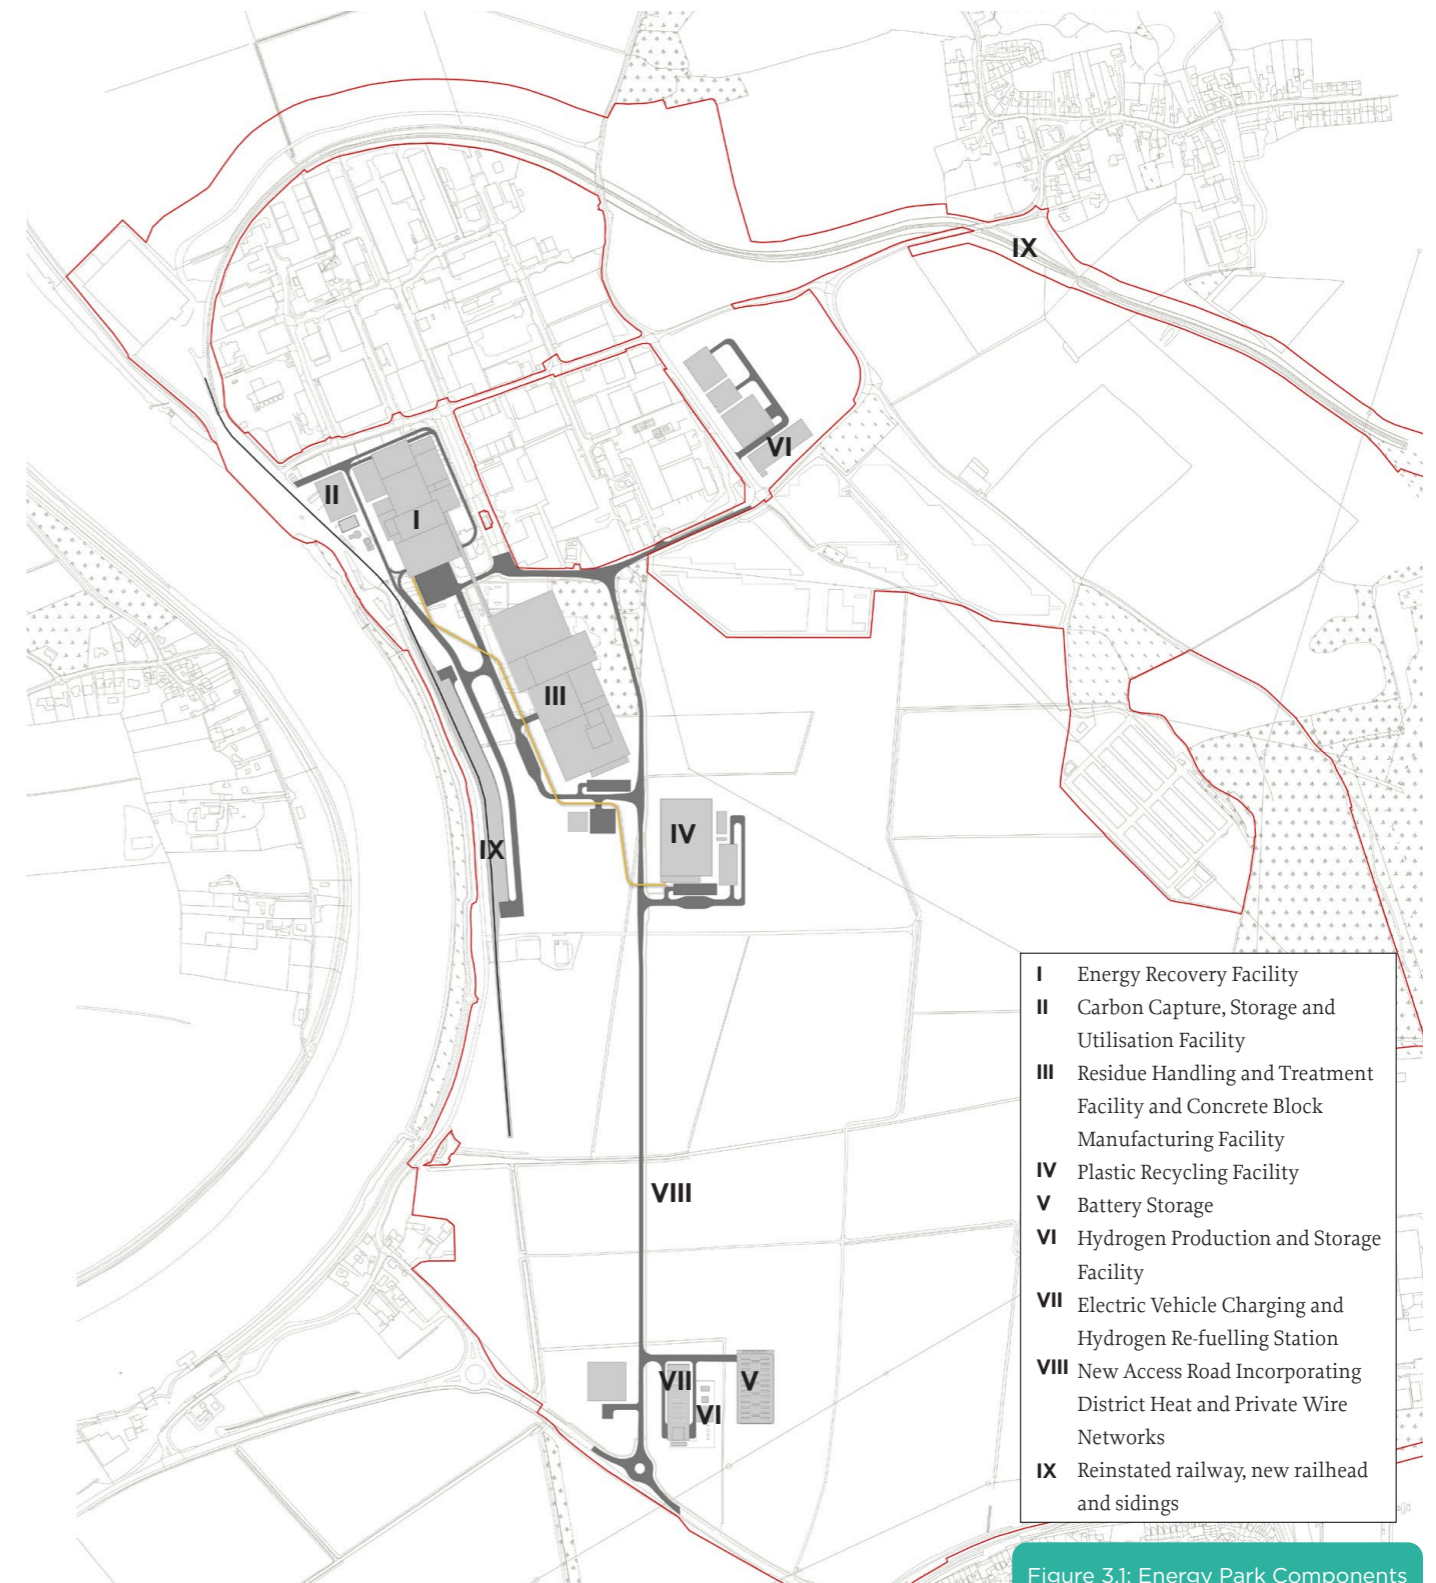 IX
VI
II
I
III
IV
IX
VIII
VII
V
VI
I Energy Recovery Facility
II Carbon Capture, Storage and
Utilisation Facility
III Residue Handling and Treatment
Facility and Concrete Block
Manufacturing Facility
IV Plastic Recycling Facility
V Battery Storage
VI Hydrogen Production and Storage
Facility
VII Electric Vehicle Charging and
Hydrogen Re-fuelling Station
VIII New Access Road Incorporating
District Heat and Private Wire
Networks
IX Reinstated railway, new railhead
and sidings
Figure 3.1: Energy Park Components